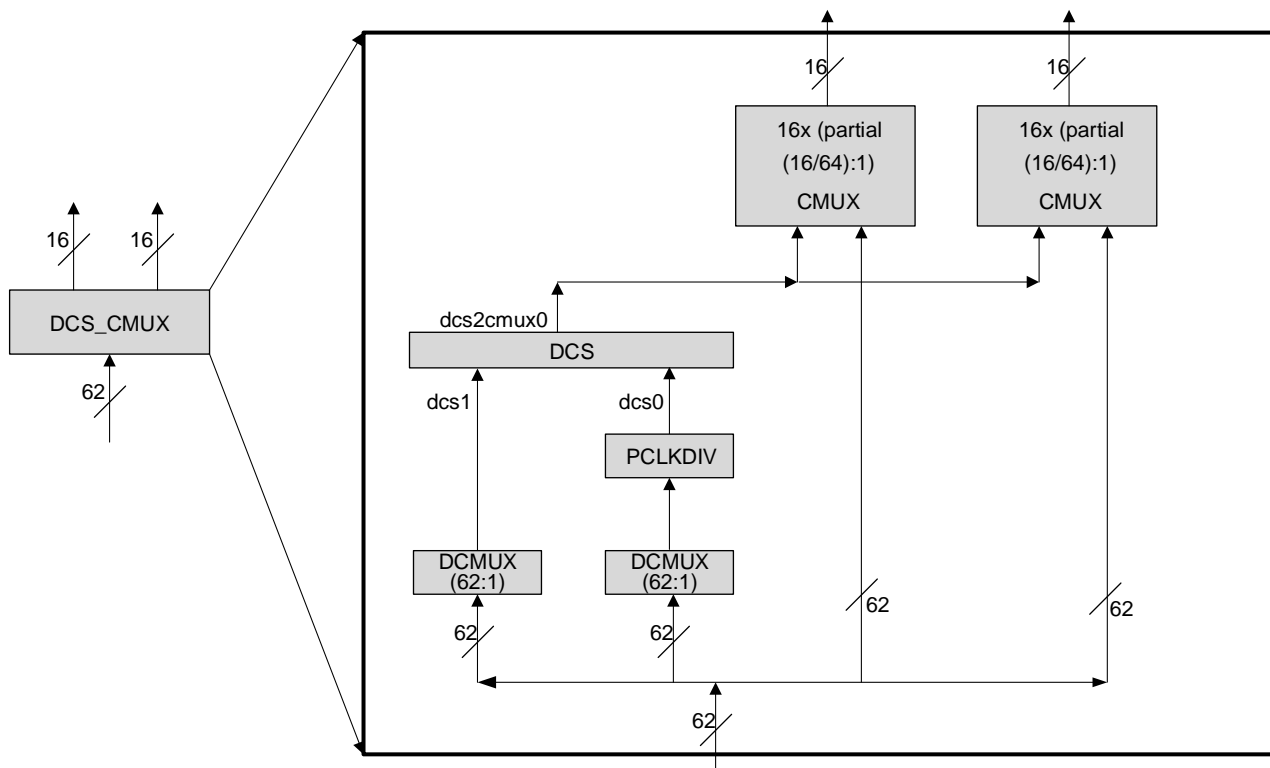 16
16
16x (partial
(16/64):1)
CMUX
16x (partial
(16/64):1)
CMUX
16
16
DCS_CMUX
62
dcs2cmux0
DCS
dcs1
dcs0
PCLKDIV
DCMUX
(62:1)
DCMUX
(62:1)
62
62
62
62
62